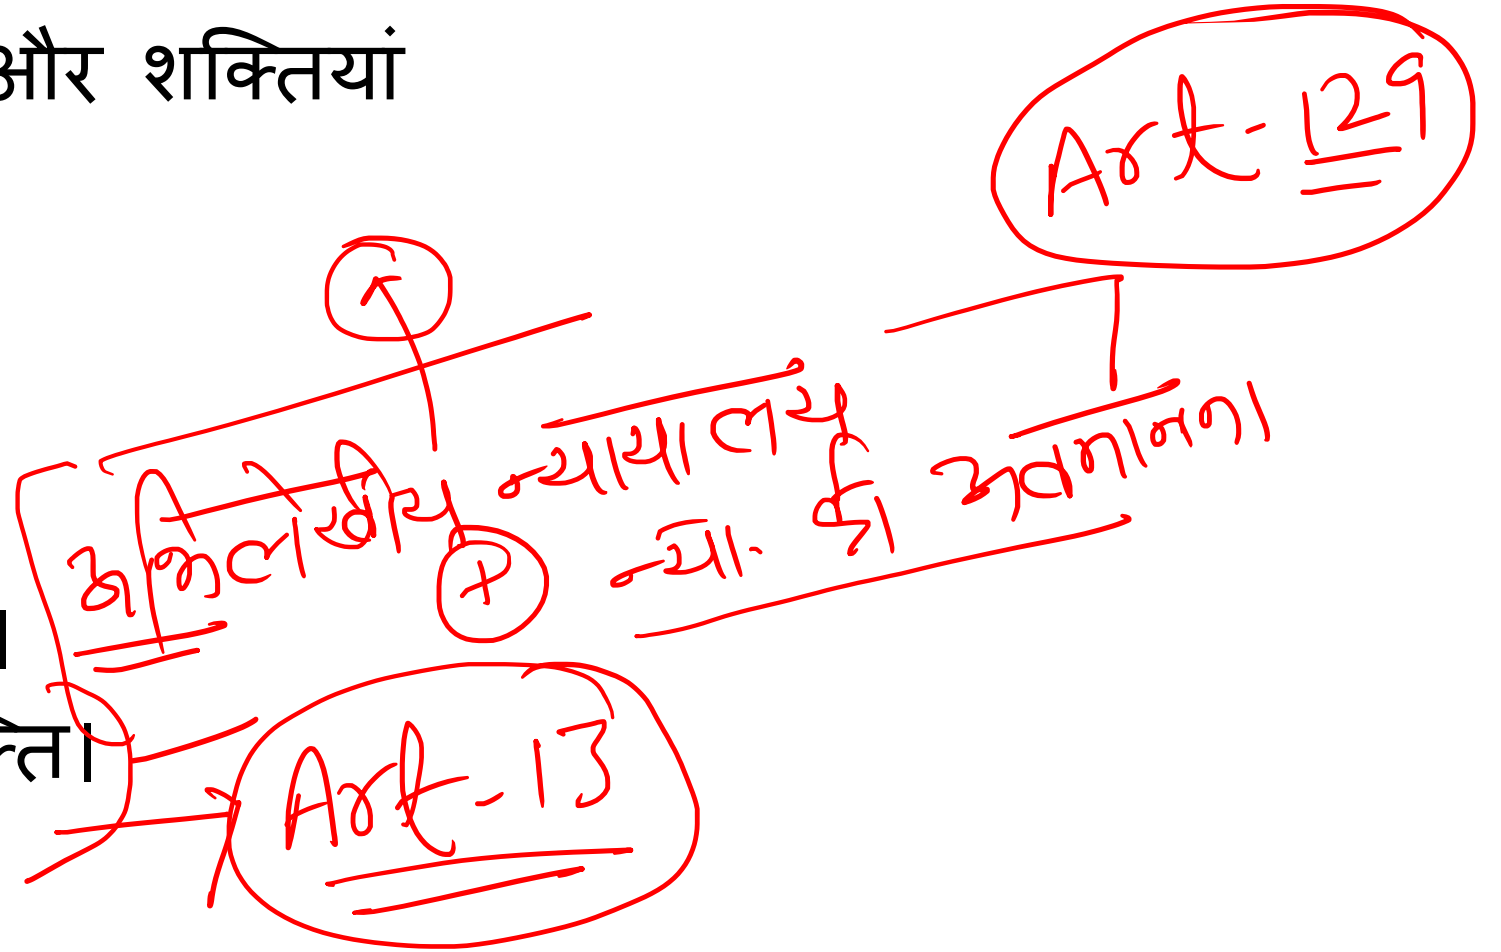 और शक्तियां
Art - 129
अभिलेखीय न्यायालय
न्या. की अवमानना
क्ति।
Art - 13